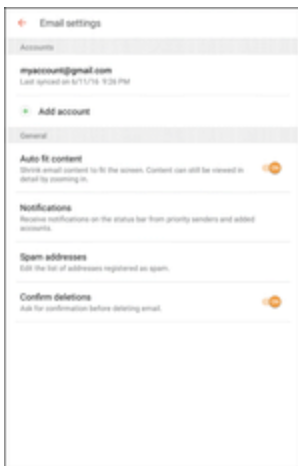 Email settings
Accounts
myaccount@gmail.com
Last synced on 6/11/16 9:26 PM
Add account
General
Auto fit content
Shrink email content to fit the screen. Content can still be viewed in
detail by zooming in.
ON
Notifications
Receive notifications on the status bar from priority senders and added
accounts.
Spam addresses
Edit the list of addresses registered as spam.
Confirm deletions
Ask for confirmation before deleting email.
ON